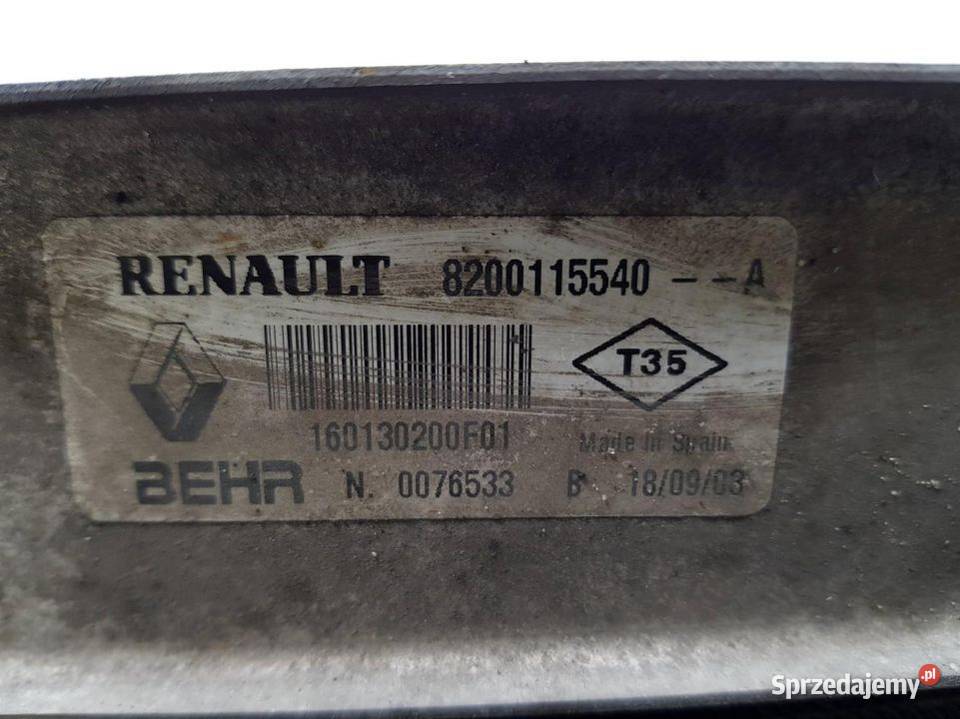 RENAULT 8200115540 - - A
T35
160130200F01 Made in Spain
BEHR N. 0076533 B 18/09/03
Sprzedajemy.pl